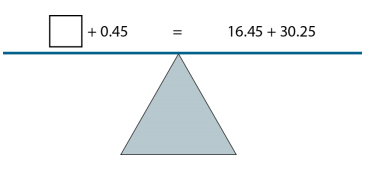 □ + 0.45 = 16.45 + 30.25